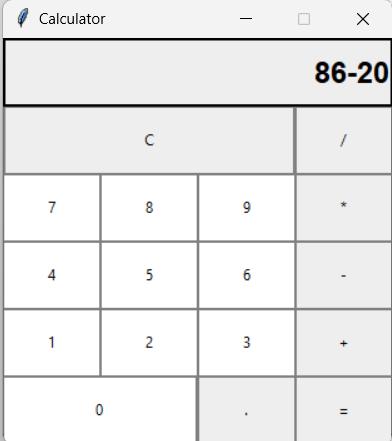 Calculator
86-20
C /
7 8 9 *
4 5 6 -
1 2 3 +
0 . =